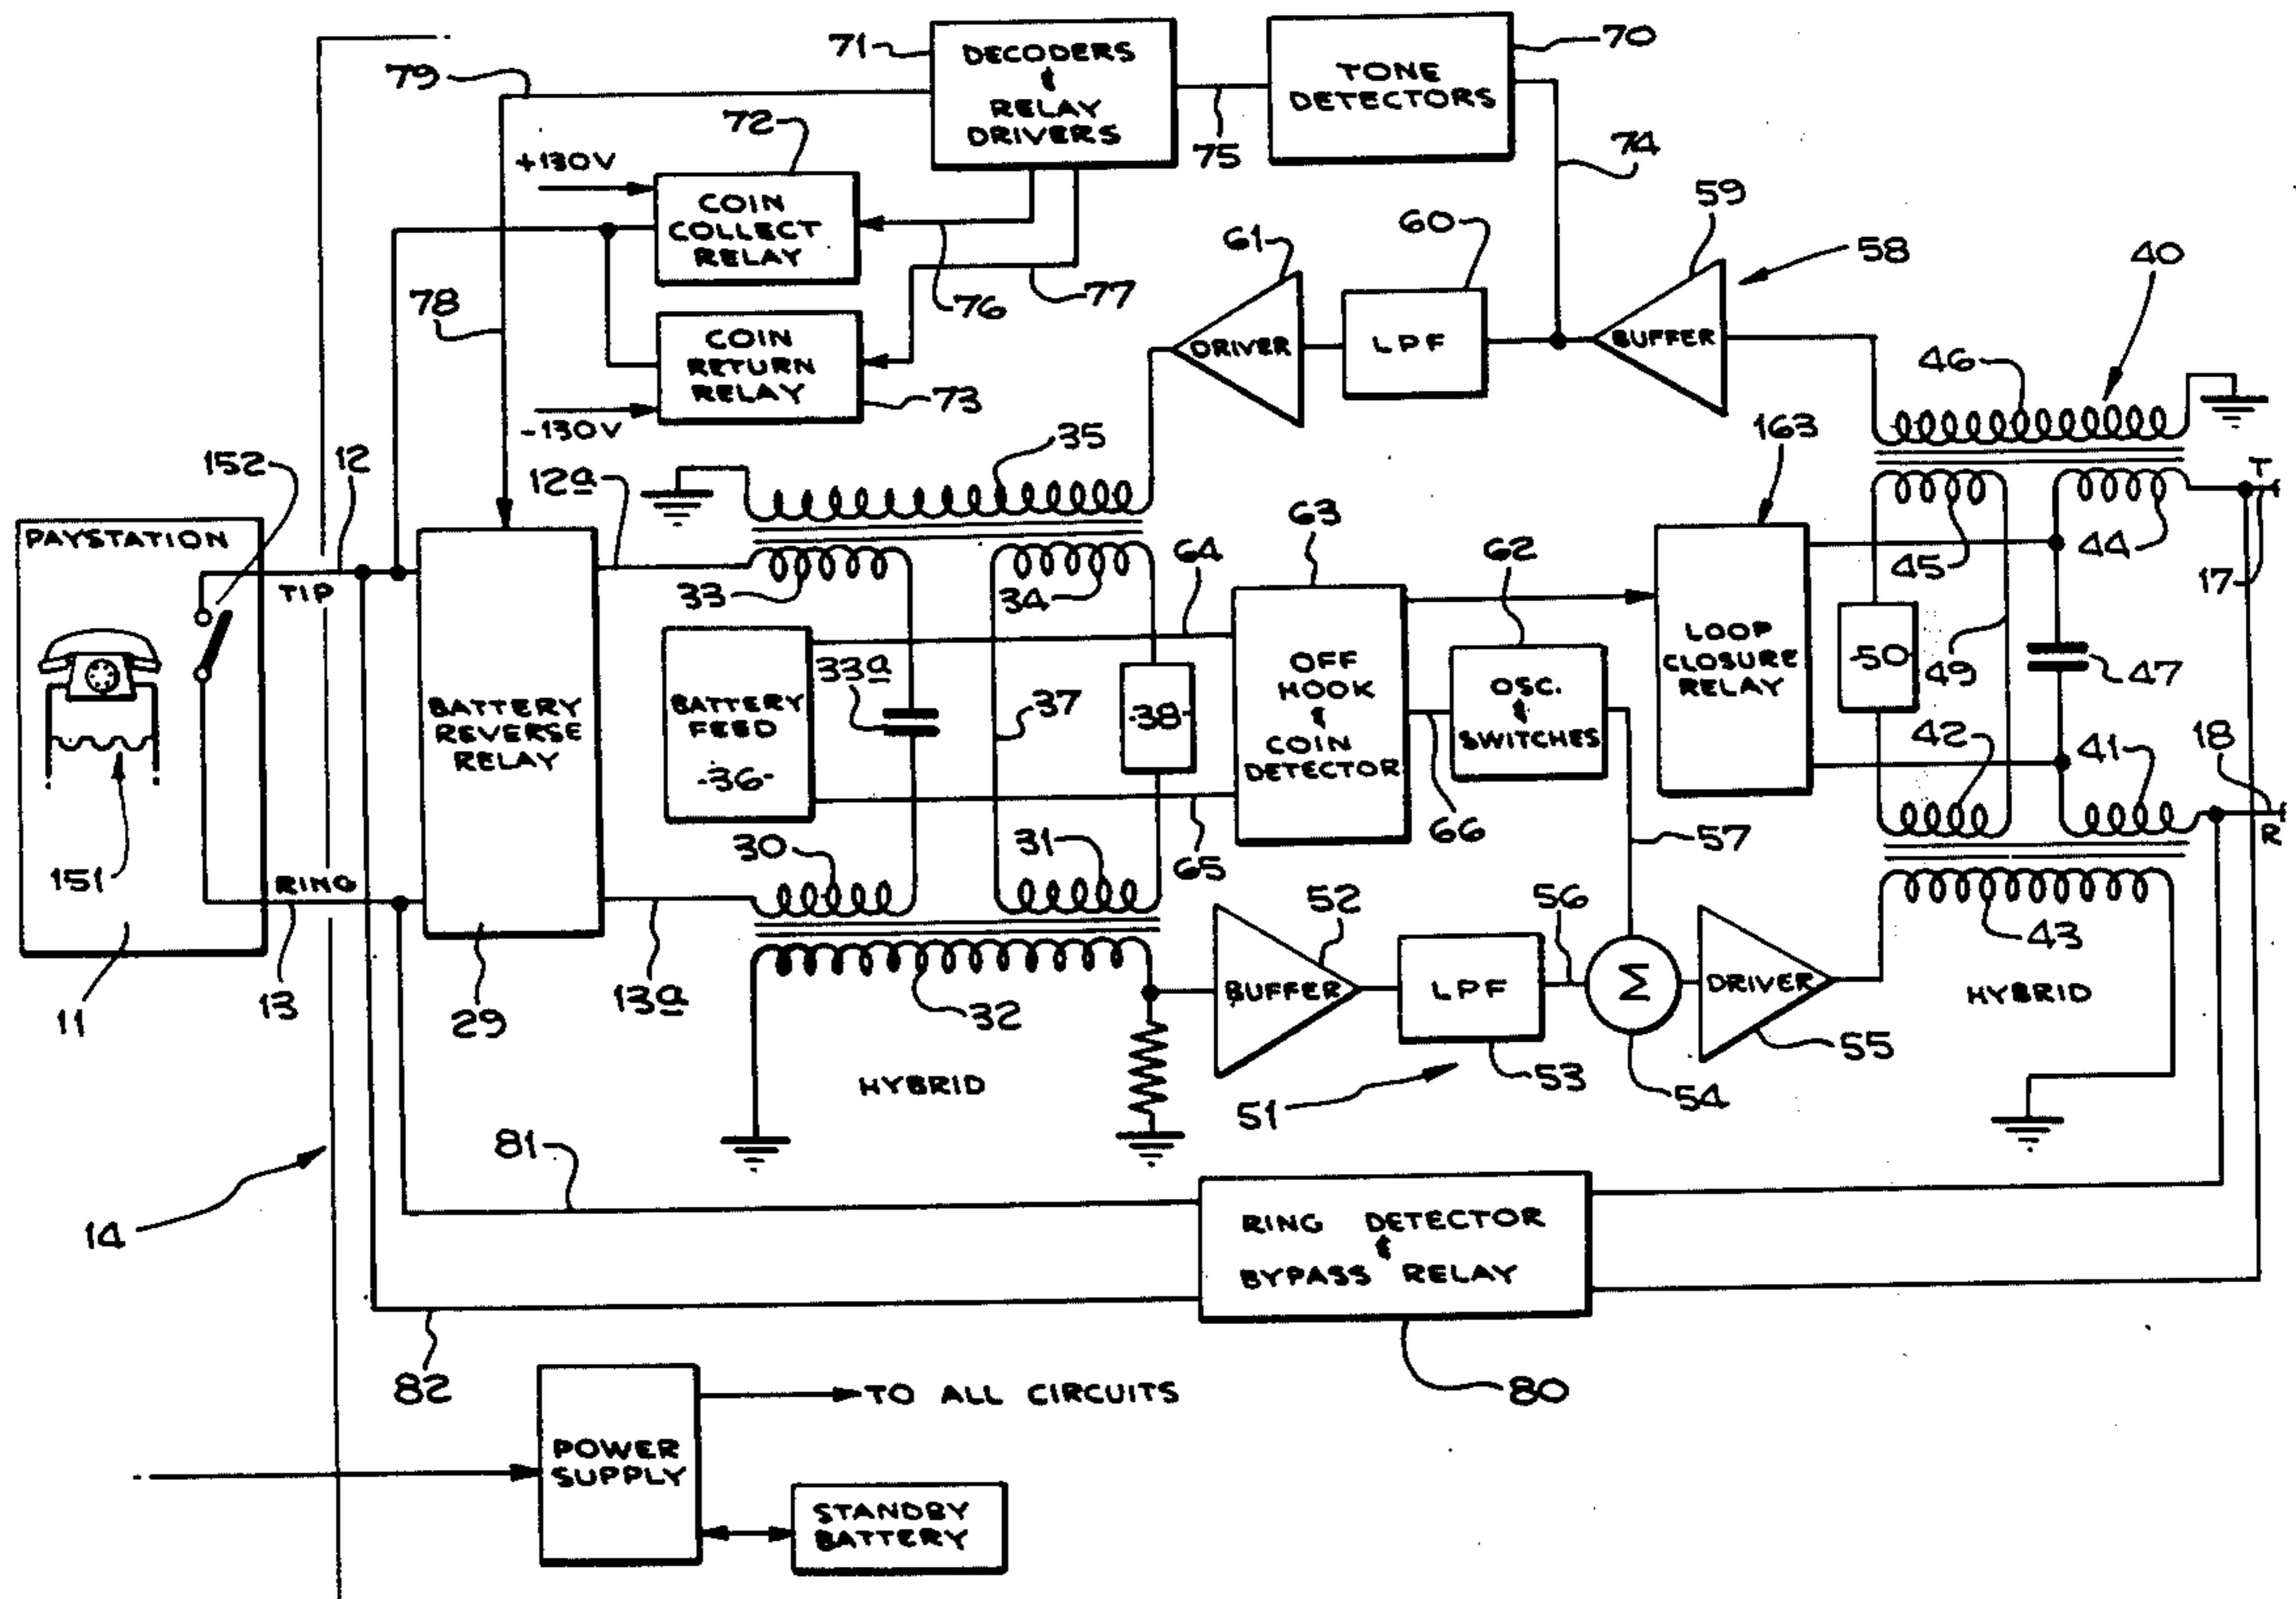 71
DECODERS
&
RELAY
DRIVERS
TONE
DETECTORS
70
79
72
+130V
75
74
COIN
COLLECT
RELAY
59
60
61
58
40
78
76
77
COIN
RETURN
RELAY
DRIVER
LPF
BUFFER
46
73
-130V
35
163
152
12
12a
63
T
PAYSTATION
64
62
45
44
17
TIP
33
34
33a
OFF
HOOK
&
COIN
DETECTOR
OSC.
&
SWITCHES
LOOP
CLOSURE
RELAY
-50-
49
47
BATTERY
REVERSE
RELAY
BATTERY
FEED
-36-
37
-38-
42
41
18
66
57
R
30
31
65
151
RING
52
56
43
11
13
29
13a
32
BUFFER
LPF
Σ
DRIVER
HYBRID
55
11
HYBRID
51
53
54
14
81
RING DETECTOR
&
BYPASS RELAY
82
80
TO ALL CIRCUITS
POWER
SUPPLY
STANDBY
BATTERY